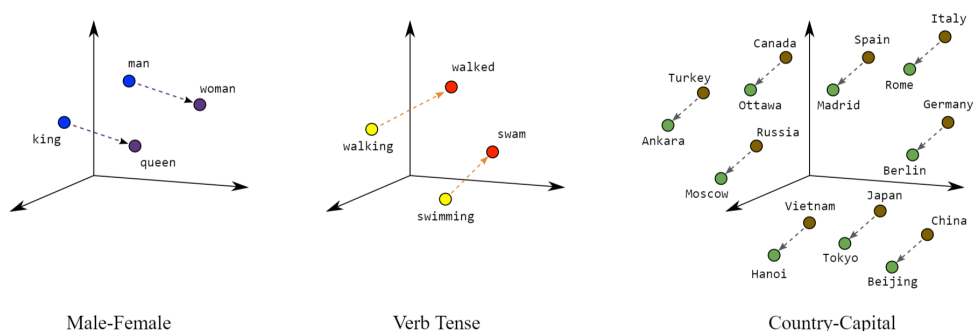 man
woman
king
queen
Male-Female
walked
walking
swam
swimming
Verb Tense
Italy
Spain
Canada
Rome
Turkey
Ottawa
Madrid
Germany
Ankara
Russia
Berlin
Moscow
Japan
Vietnam
China
Tokyo
Hanoi
Beijing
Country-Capital